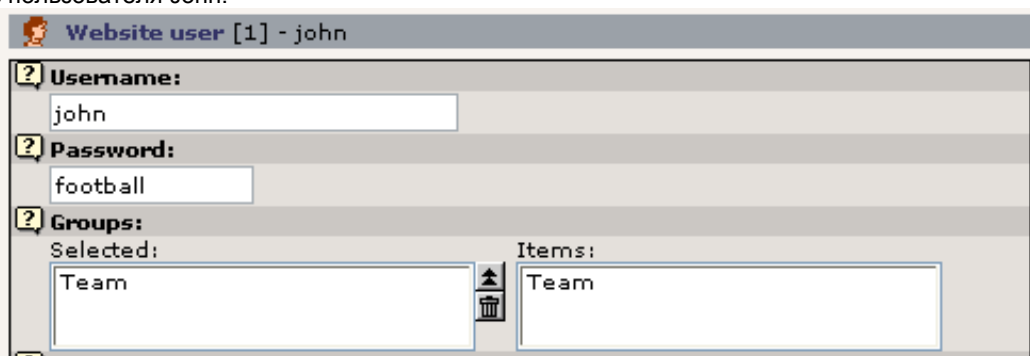 пользователя John.
Website user [1] - john
? Username:
john
? Password:
football
? Groups:
Selected: Items:
Team Team